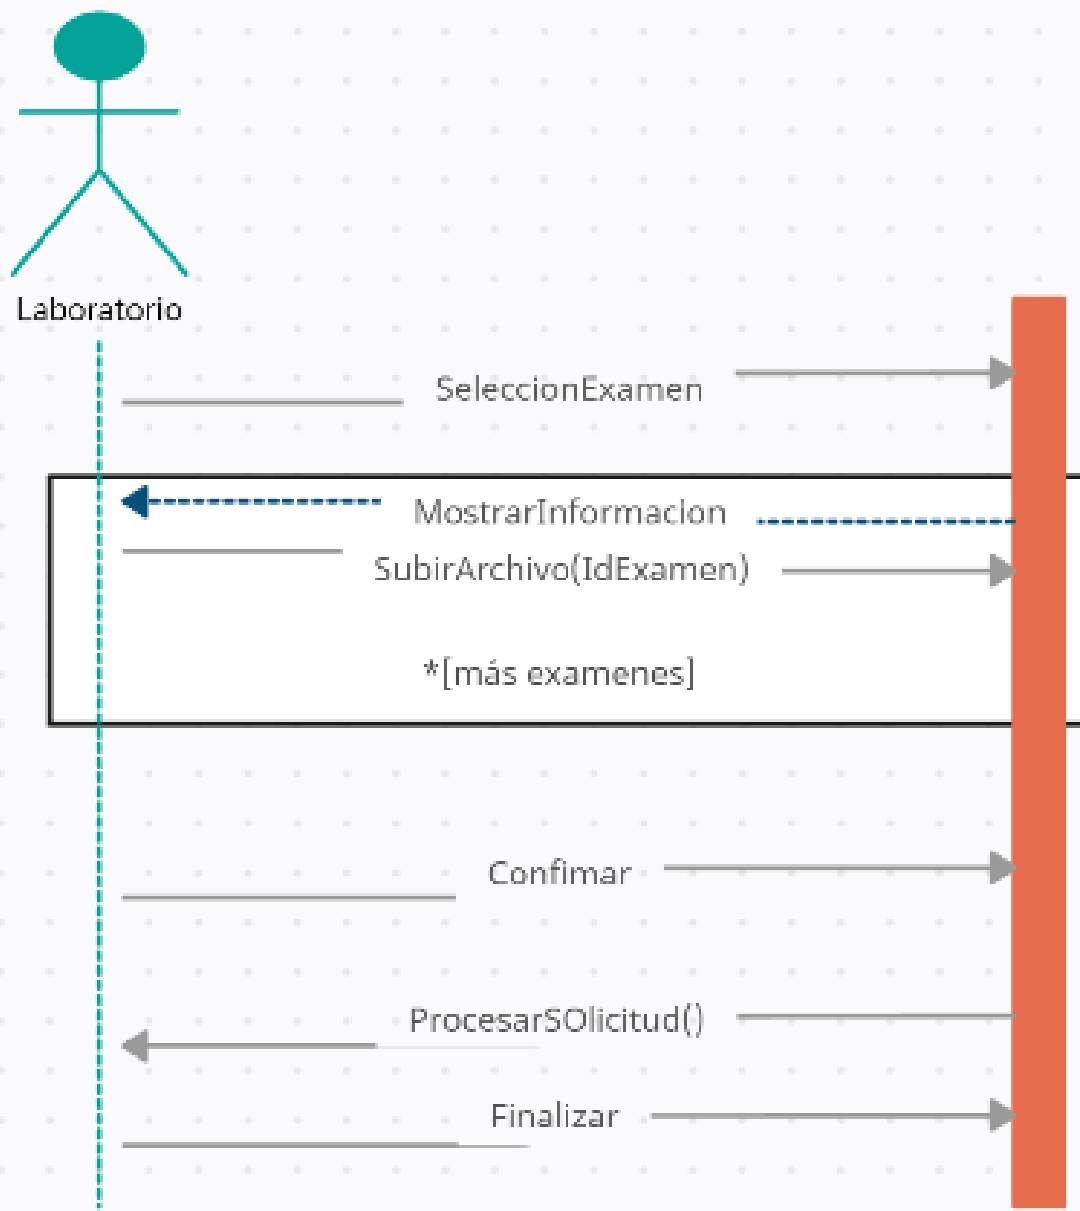 Laboratorio
SeleccionExamen
MostrarInformacion
SubirArchivo(IdExamen)
*[más examenes]
Confimar
ProcesarSOlicitud()
Finalizar